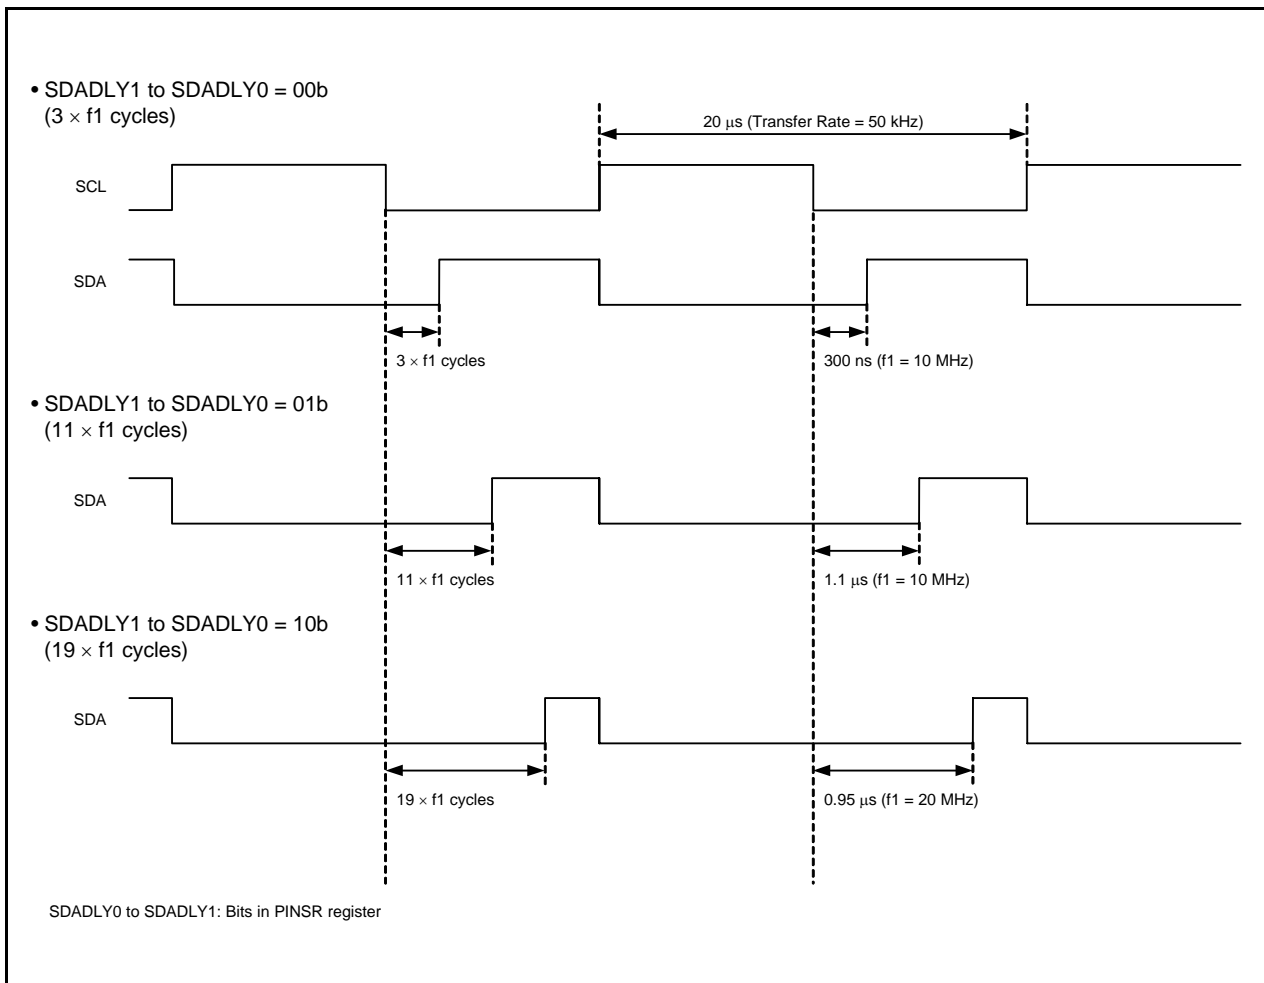 • SDADLY1 to SDADLY0 = 00b
(3 × f1 cycles)
20 μs (Transfer Rate = 50 kHz)
SCL
SDA
3 × f1 cycles
300 ns (f1 = 10 MHz)
• SDADLY1 to SDADLY0 = 01b
(11 × f1 cycles)
SDA
11 × f1 cycles
1.1 μs (f1 = 10 MHz)
• SDADLY1 to SDADLY0 = 10b
(19 × f1 cycles)
SDA
19 × f1 cycles
0.95 μs (f1 = 20 MHz)
SDADLY0 to SDADLY1: Bits in PINSR register